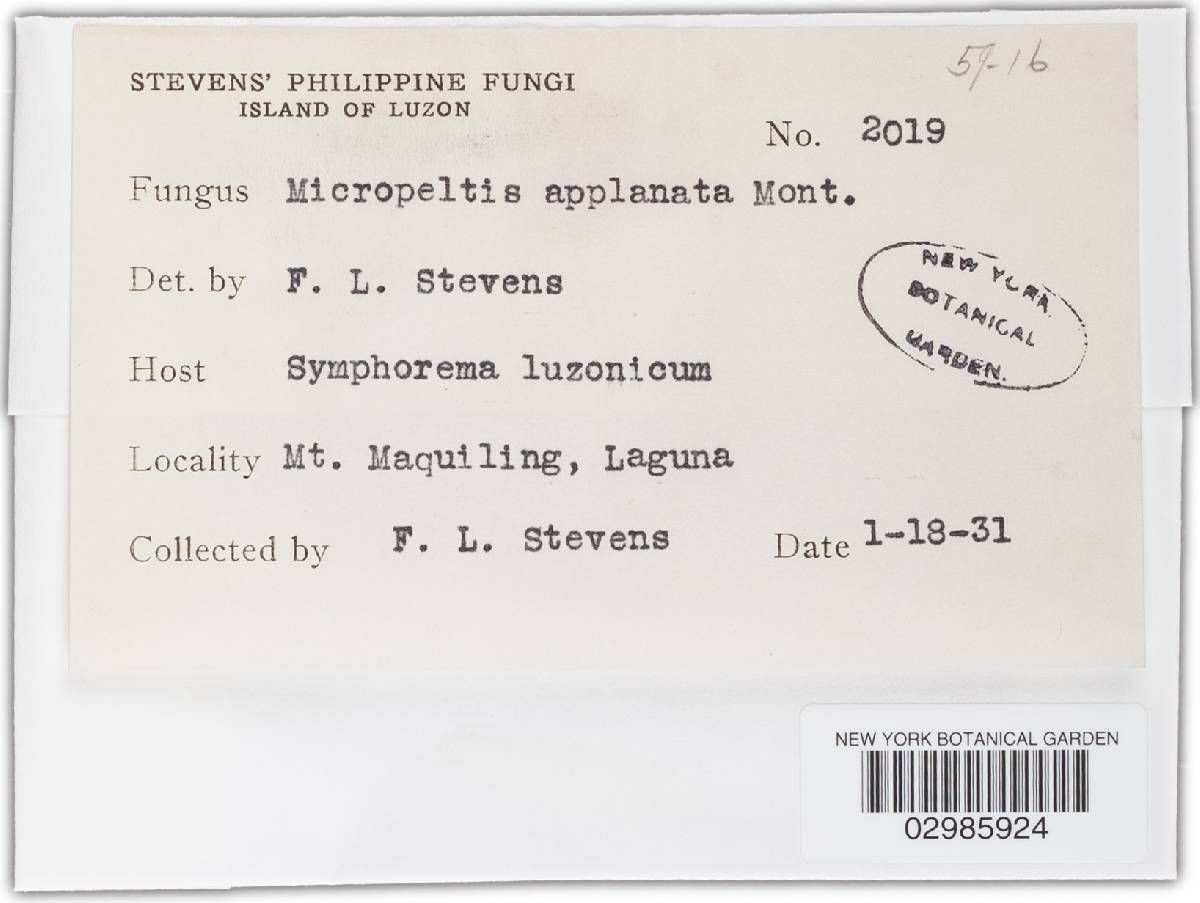 57-16
STEVENS' PHILIPPINE FUNGI
ISLAND OF LUZON
No. 2019
Fungus Micropeltis applanata Mont.
Det. by F. L. Stevens
NEW YORK
BOTANICAL
GARDEN.
Host Symphorema luzonicum
Locality Mt. Maquiling, Laguna
Collected by F. L. Stevens Date 1-18-31
NEW YORK BOTANICAL GARDEN
02985924